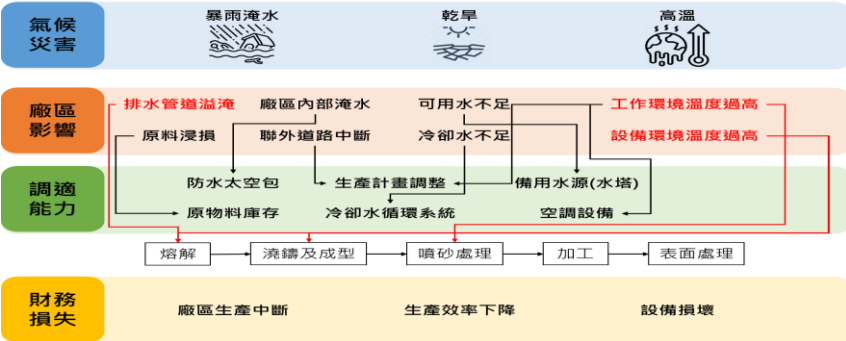 氣候
災害
暴雨淹水
乾旱
高溫
廠區
影響
排水管道溢淹
廠區內部淹水
可用水不足
工作環境溫度過高
原料浸損
聯外道路中斷
冷卻水不足
設備環境溫度過高
調適
能力
防水太空包
生產計畫調整
備用水源(水塔)
原物料庫存
冷卻水循環系統
空調設備
熔解
澆鑄及成型
噴砂處理
加工
表面處理
財務
損失
廠區生產中斷
生產效率下降
設備損壞